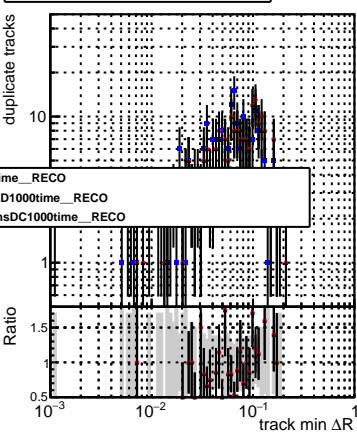 duplicate tracks
10
ime__RECO
D1000time__RECO
nsDC1000time__RECO
1
Ratio
1.5
1
0.5
10⁻³ 10⁻² 10⁻¹ 1
track min ΔR